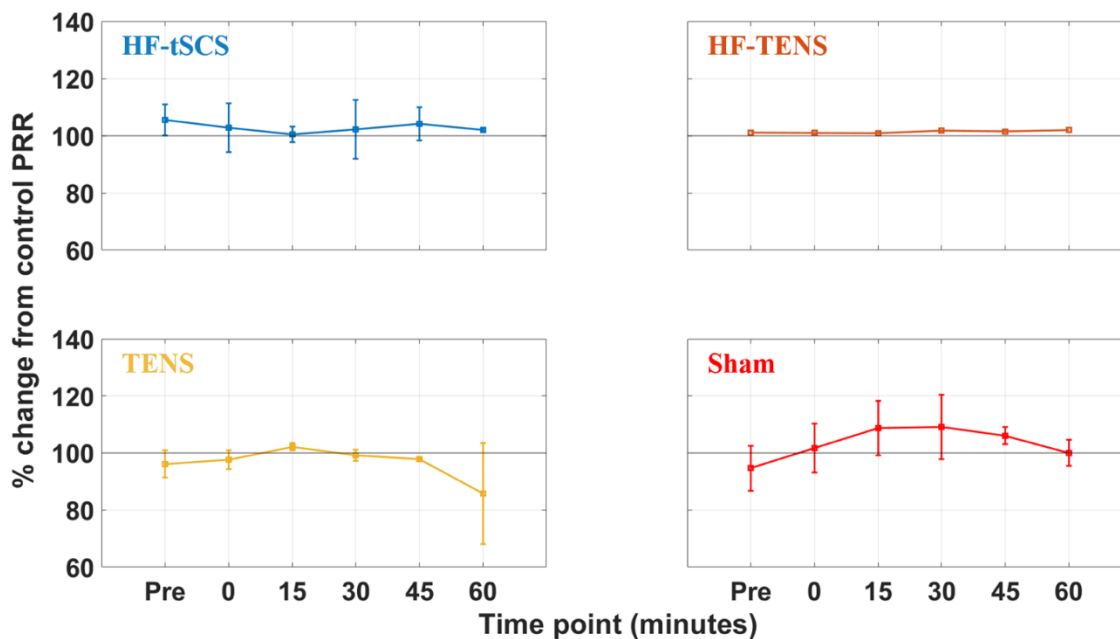 % change from control PRR
HF-tSCS
140
120
100
80
60
HF-TENS
TENS
140
120
100
80
60
Pre 0 15 30 45 60
Sham
Pre 0 15 30 45 60
Time point (minutes)